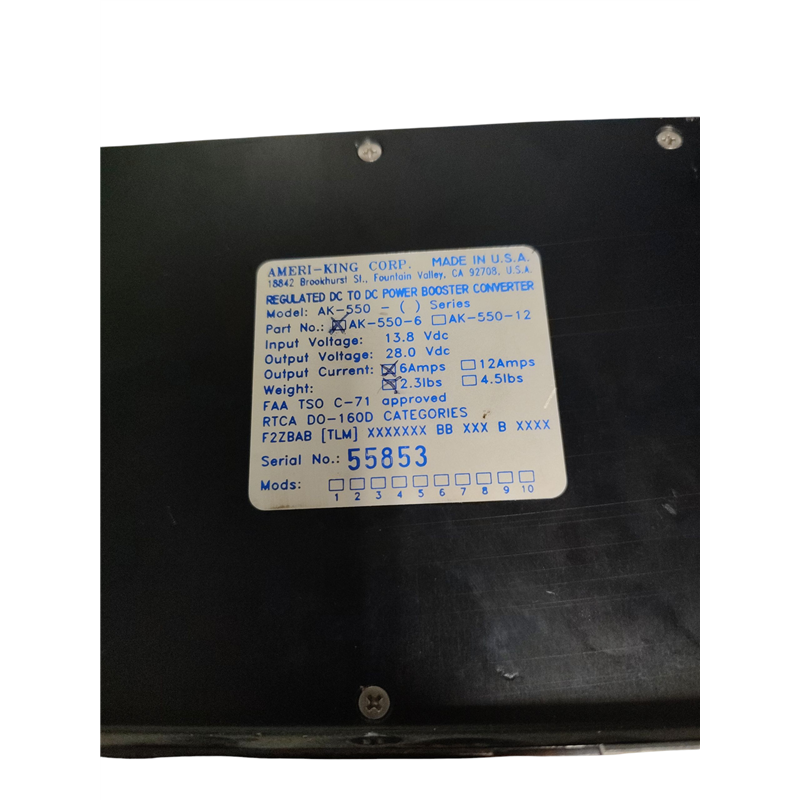 AMERI-KING CORP. MADE IN U.S.A.
18842 Brookhurst St., Fountain Valley, CA 92708, U.S.A.
REGULATED DC TO DC POWER BOOSTER CONVERTER
Model: AK-550 - ( ) Series
Part No.: ☒ AK-550-6 ☐ AK-550-12
Input Voltage: 13.8 Vdc
Output Voltage: 28.0 Vdc
Output Current: ☒ 6Amps ☐ 12Amps
Weight: ☒ 2.3lbs ☐ 4.5lbs
FAA TSO C-71 approved
RTCA DO-160D CATEGORIES
F2ZBAB [TLM] XXXXXXX BB XXX B XXXX
Serial No.: 55853
Mods: ☐ ☐ ☐ ☐ ☐ ☐ ☐ ☐ ☐ ☐
1 2 3 4 5 6 7 8 9 10